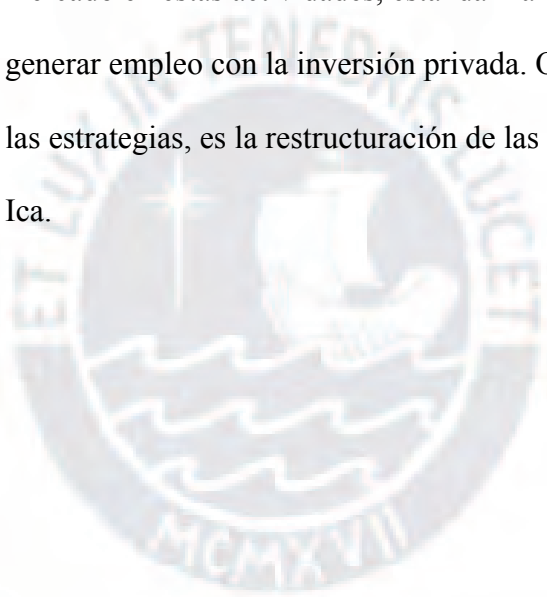 generar empleo con la inversión privada.
las estrategias, es la restructuración de las
Ica.
ET LUX IN TENEBRIS LUCET
MCMXVII